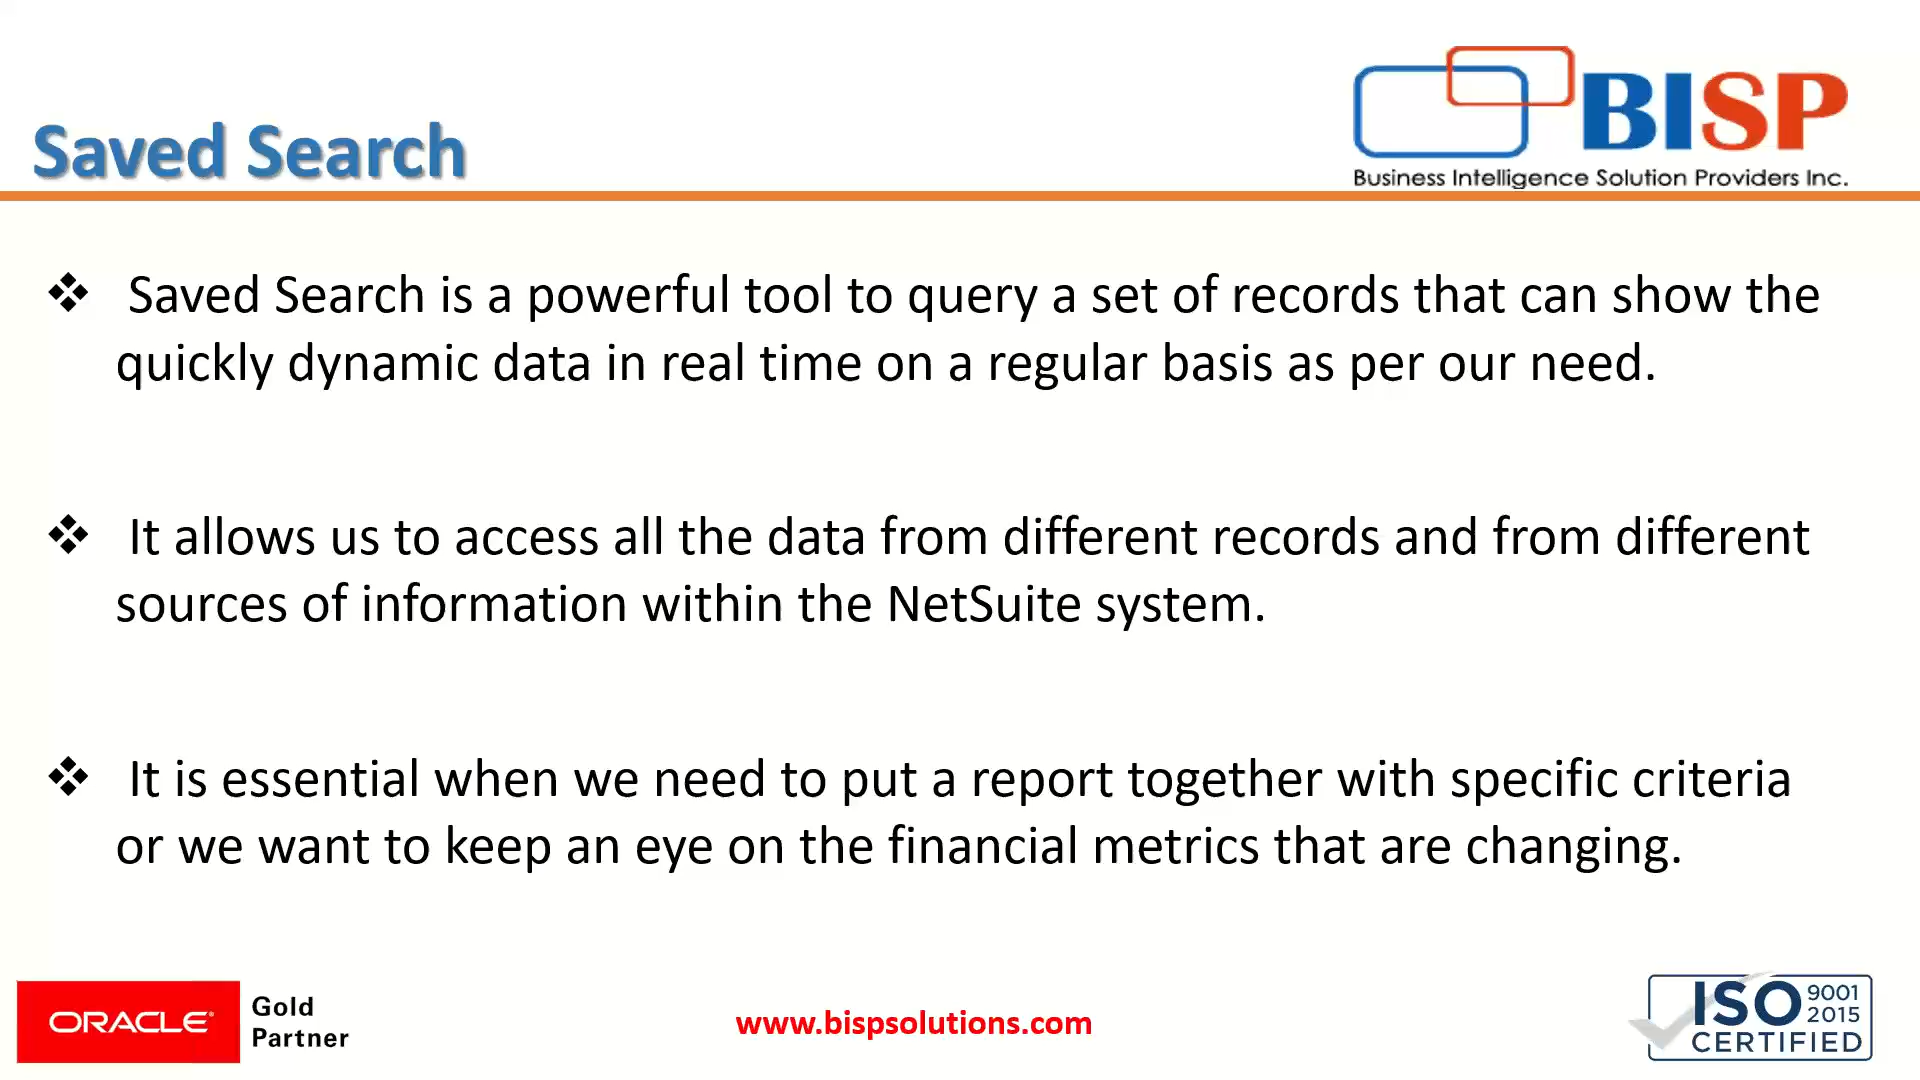 BISP
Business Intelligence Solution Providers Inc.
Saved Search
❖ Saved Search is a powerful tool to query a set of records that can show the
quickly dynamic data in real time on a regular basis as per our need.
❖ It allows us to access all the data from different records and from different
sources of information within the NetSuite system.
❖ It is essential when we need to put a report together with specific criteria
or we want to keep an eye on the financial metrics that are changing.
ORACLE Gold
Partner
www.bispsolutions.com
ISO 9001
2015
CERTIFIED